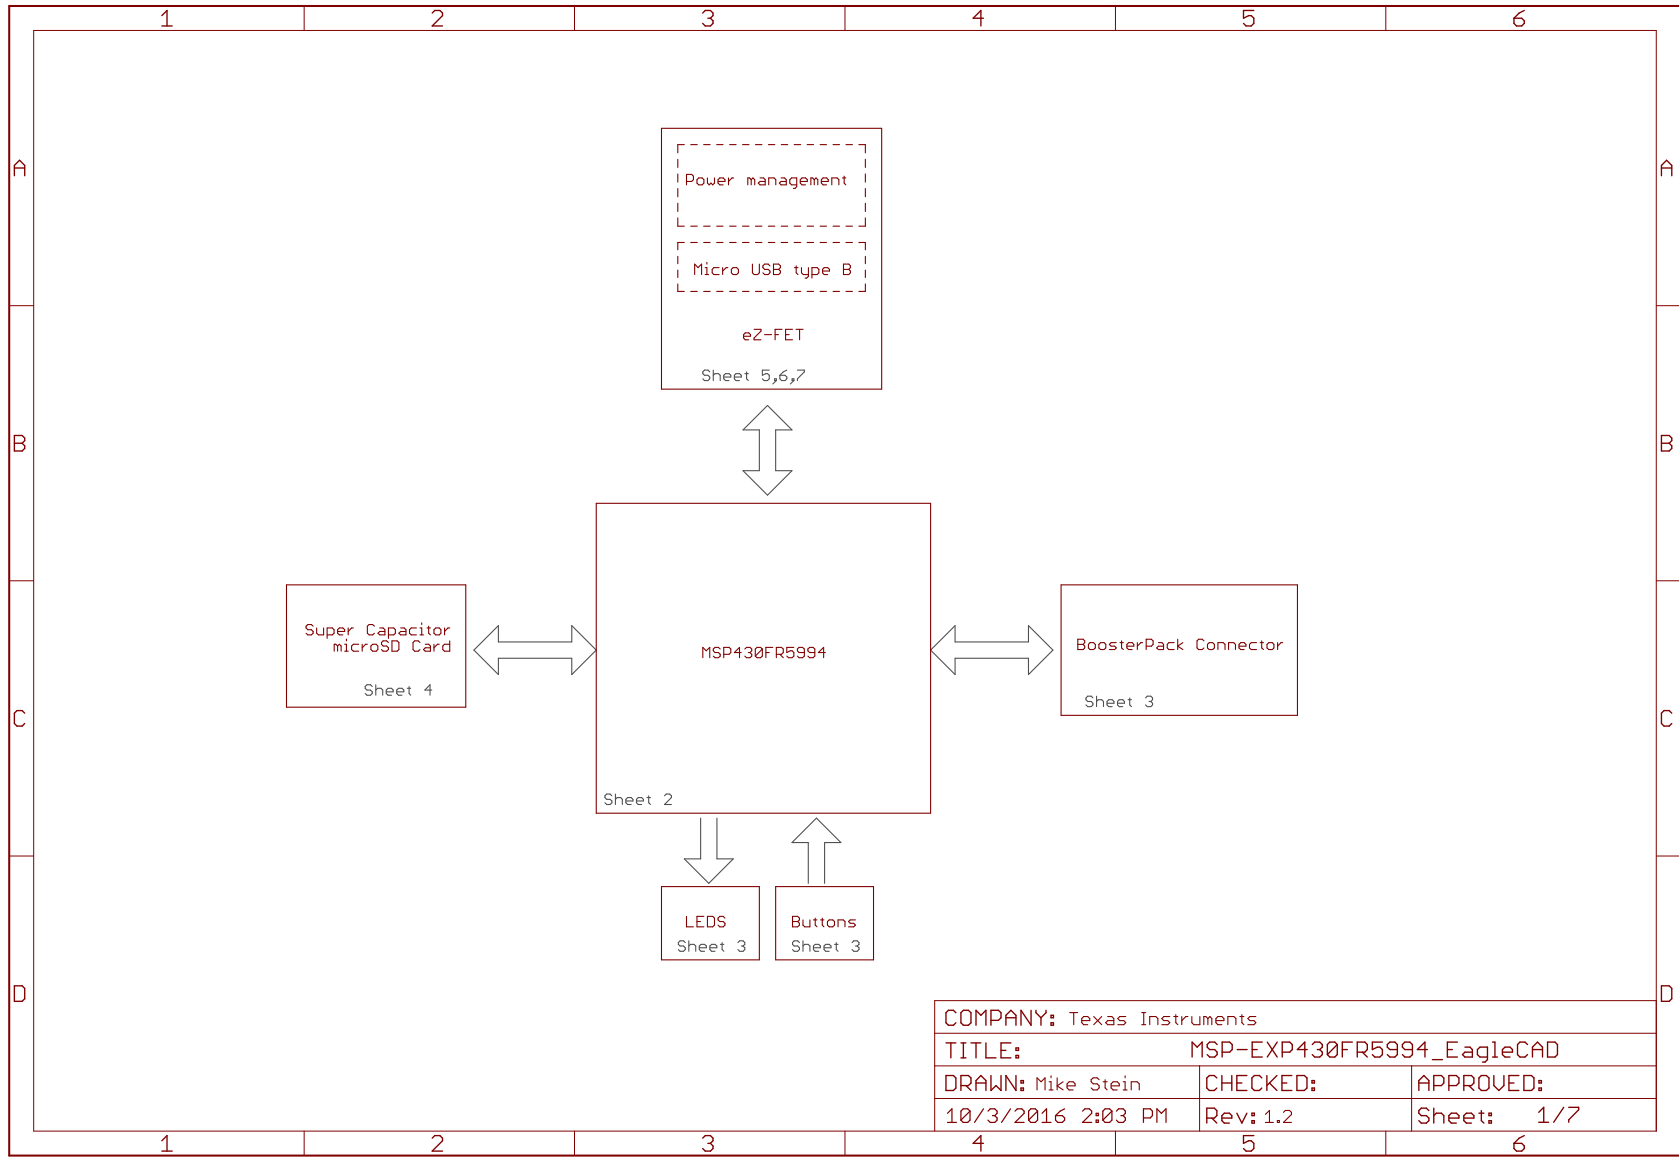 1 2 3 4 5 6
A A
Power management
Micro USB type B
eZ-FET
Sheet 5,6,7
B B
Super Capacitor
microSD Card
Sheet 4
MSP430FR5994
Sheet 2
BoosterPack Connector
Sheet 3
C C
LEDS
Sheet 3
Buttons
Sheet 3
D D
COMPANY: Texas Instruments
TITLE: MSP-EXP430FR5994_EagleCAD
DRAWN: Mike Stein CHECKED: APPROVED:
10/3/2016 2:03 PM Rev: 1.2 Sheet: 1/7
1 2 3 4 5 6